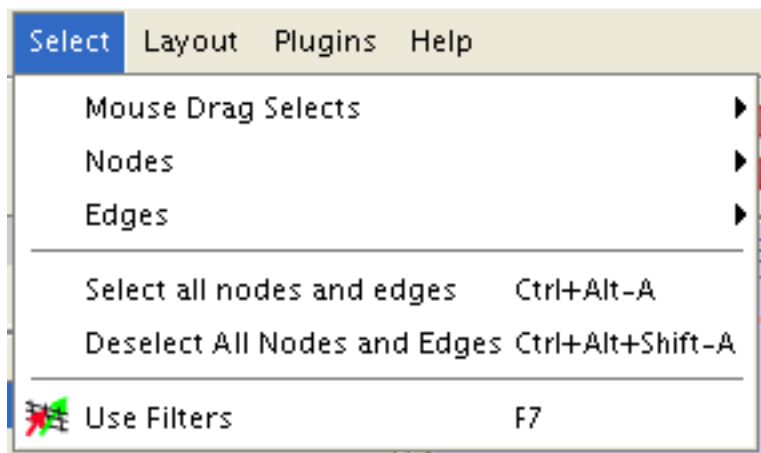 Select Layout Plugins Help
Mouse Drag Selects
Nodes
Edges
Select all nodes and edges Ctrl+Alt-A
Deselect All Nodes and Edges Ctrl+Alt+Shift-A
Use Filters F7